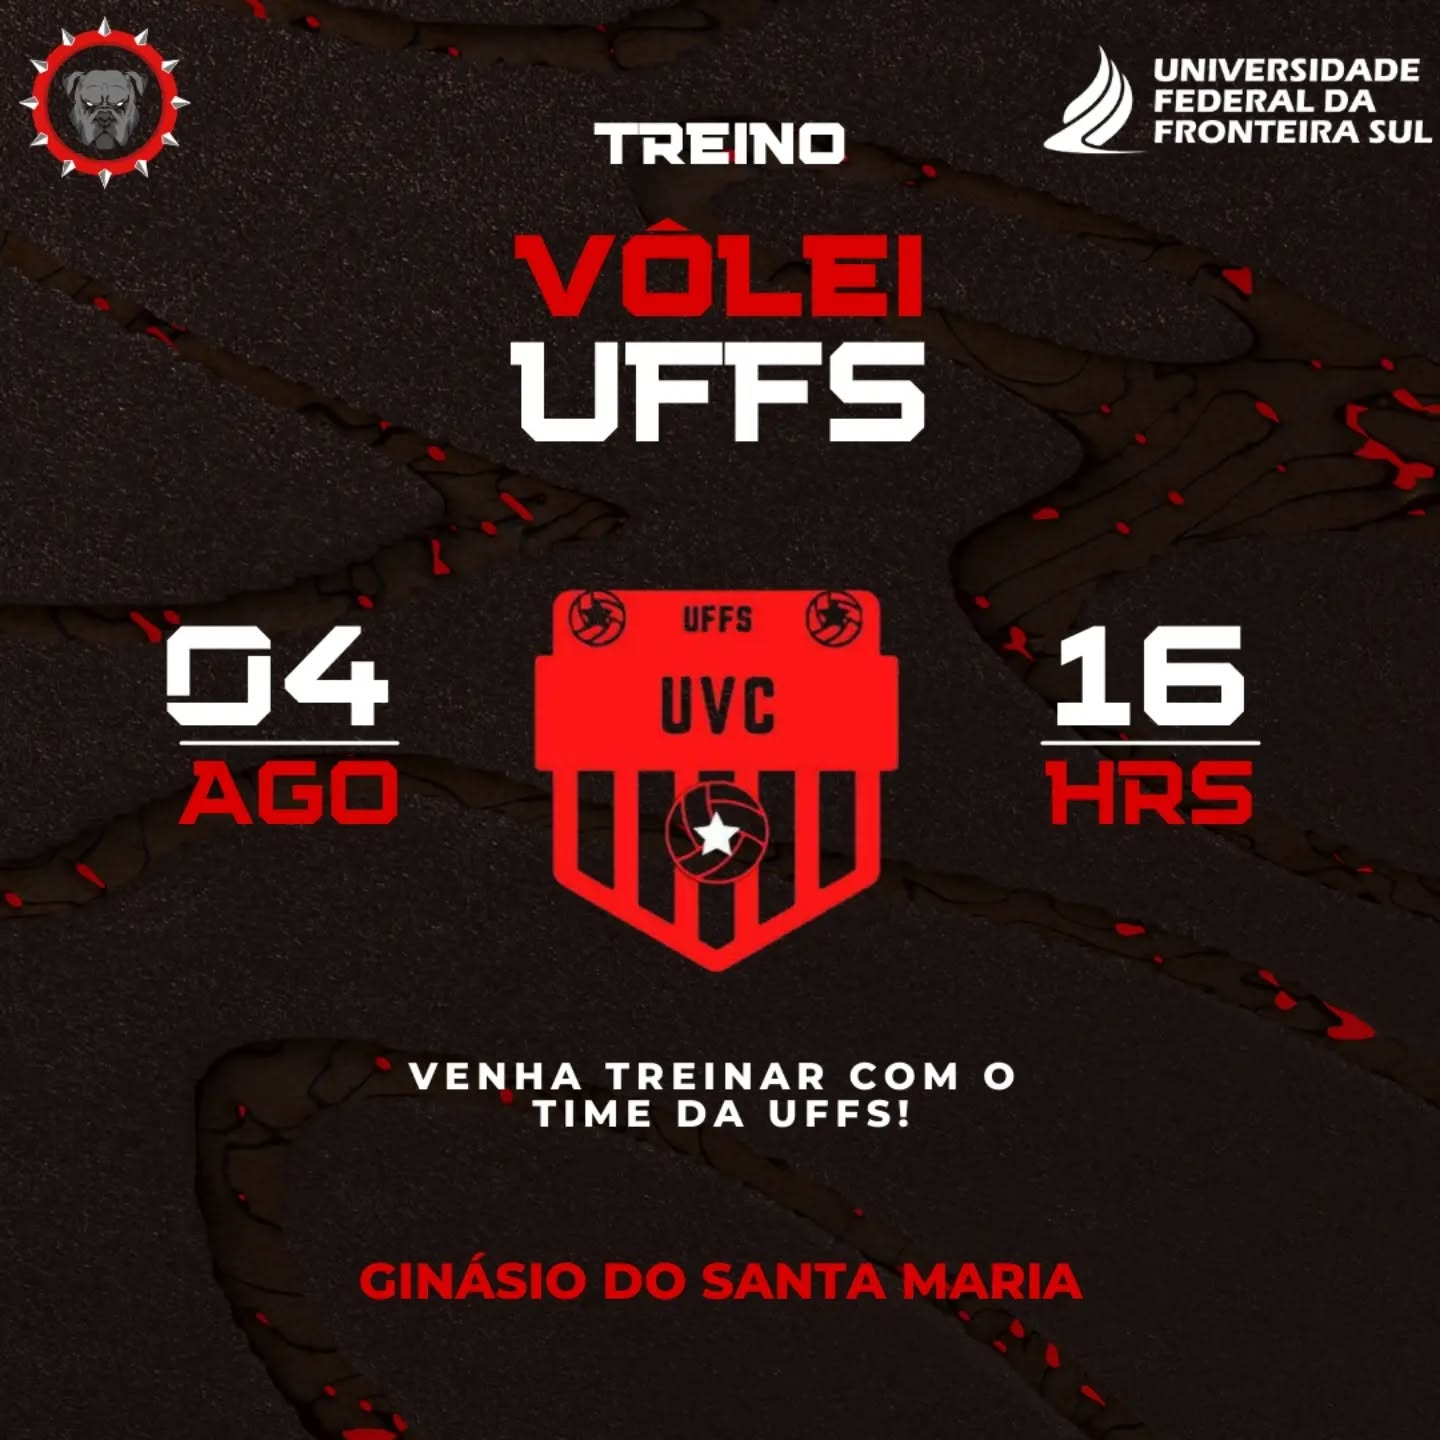 UNIVERSIDADE
FEDERAL DA
FRONTEIRA SUL
TREINO
VÔLEI
UFFS
04
AGO
UFFS
UVC
16
HRS
VENHA TREINAR COM O
TIME DA UFFS!
GINÁSIO DO SANTA MARIA